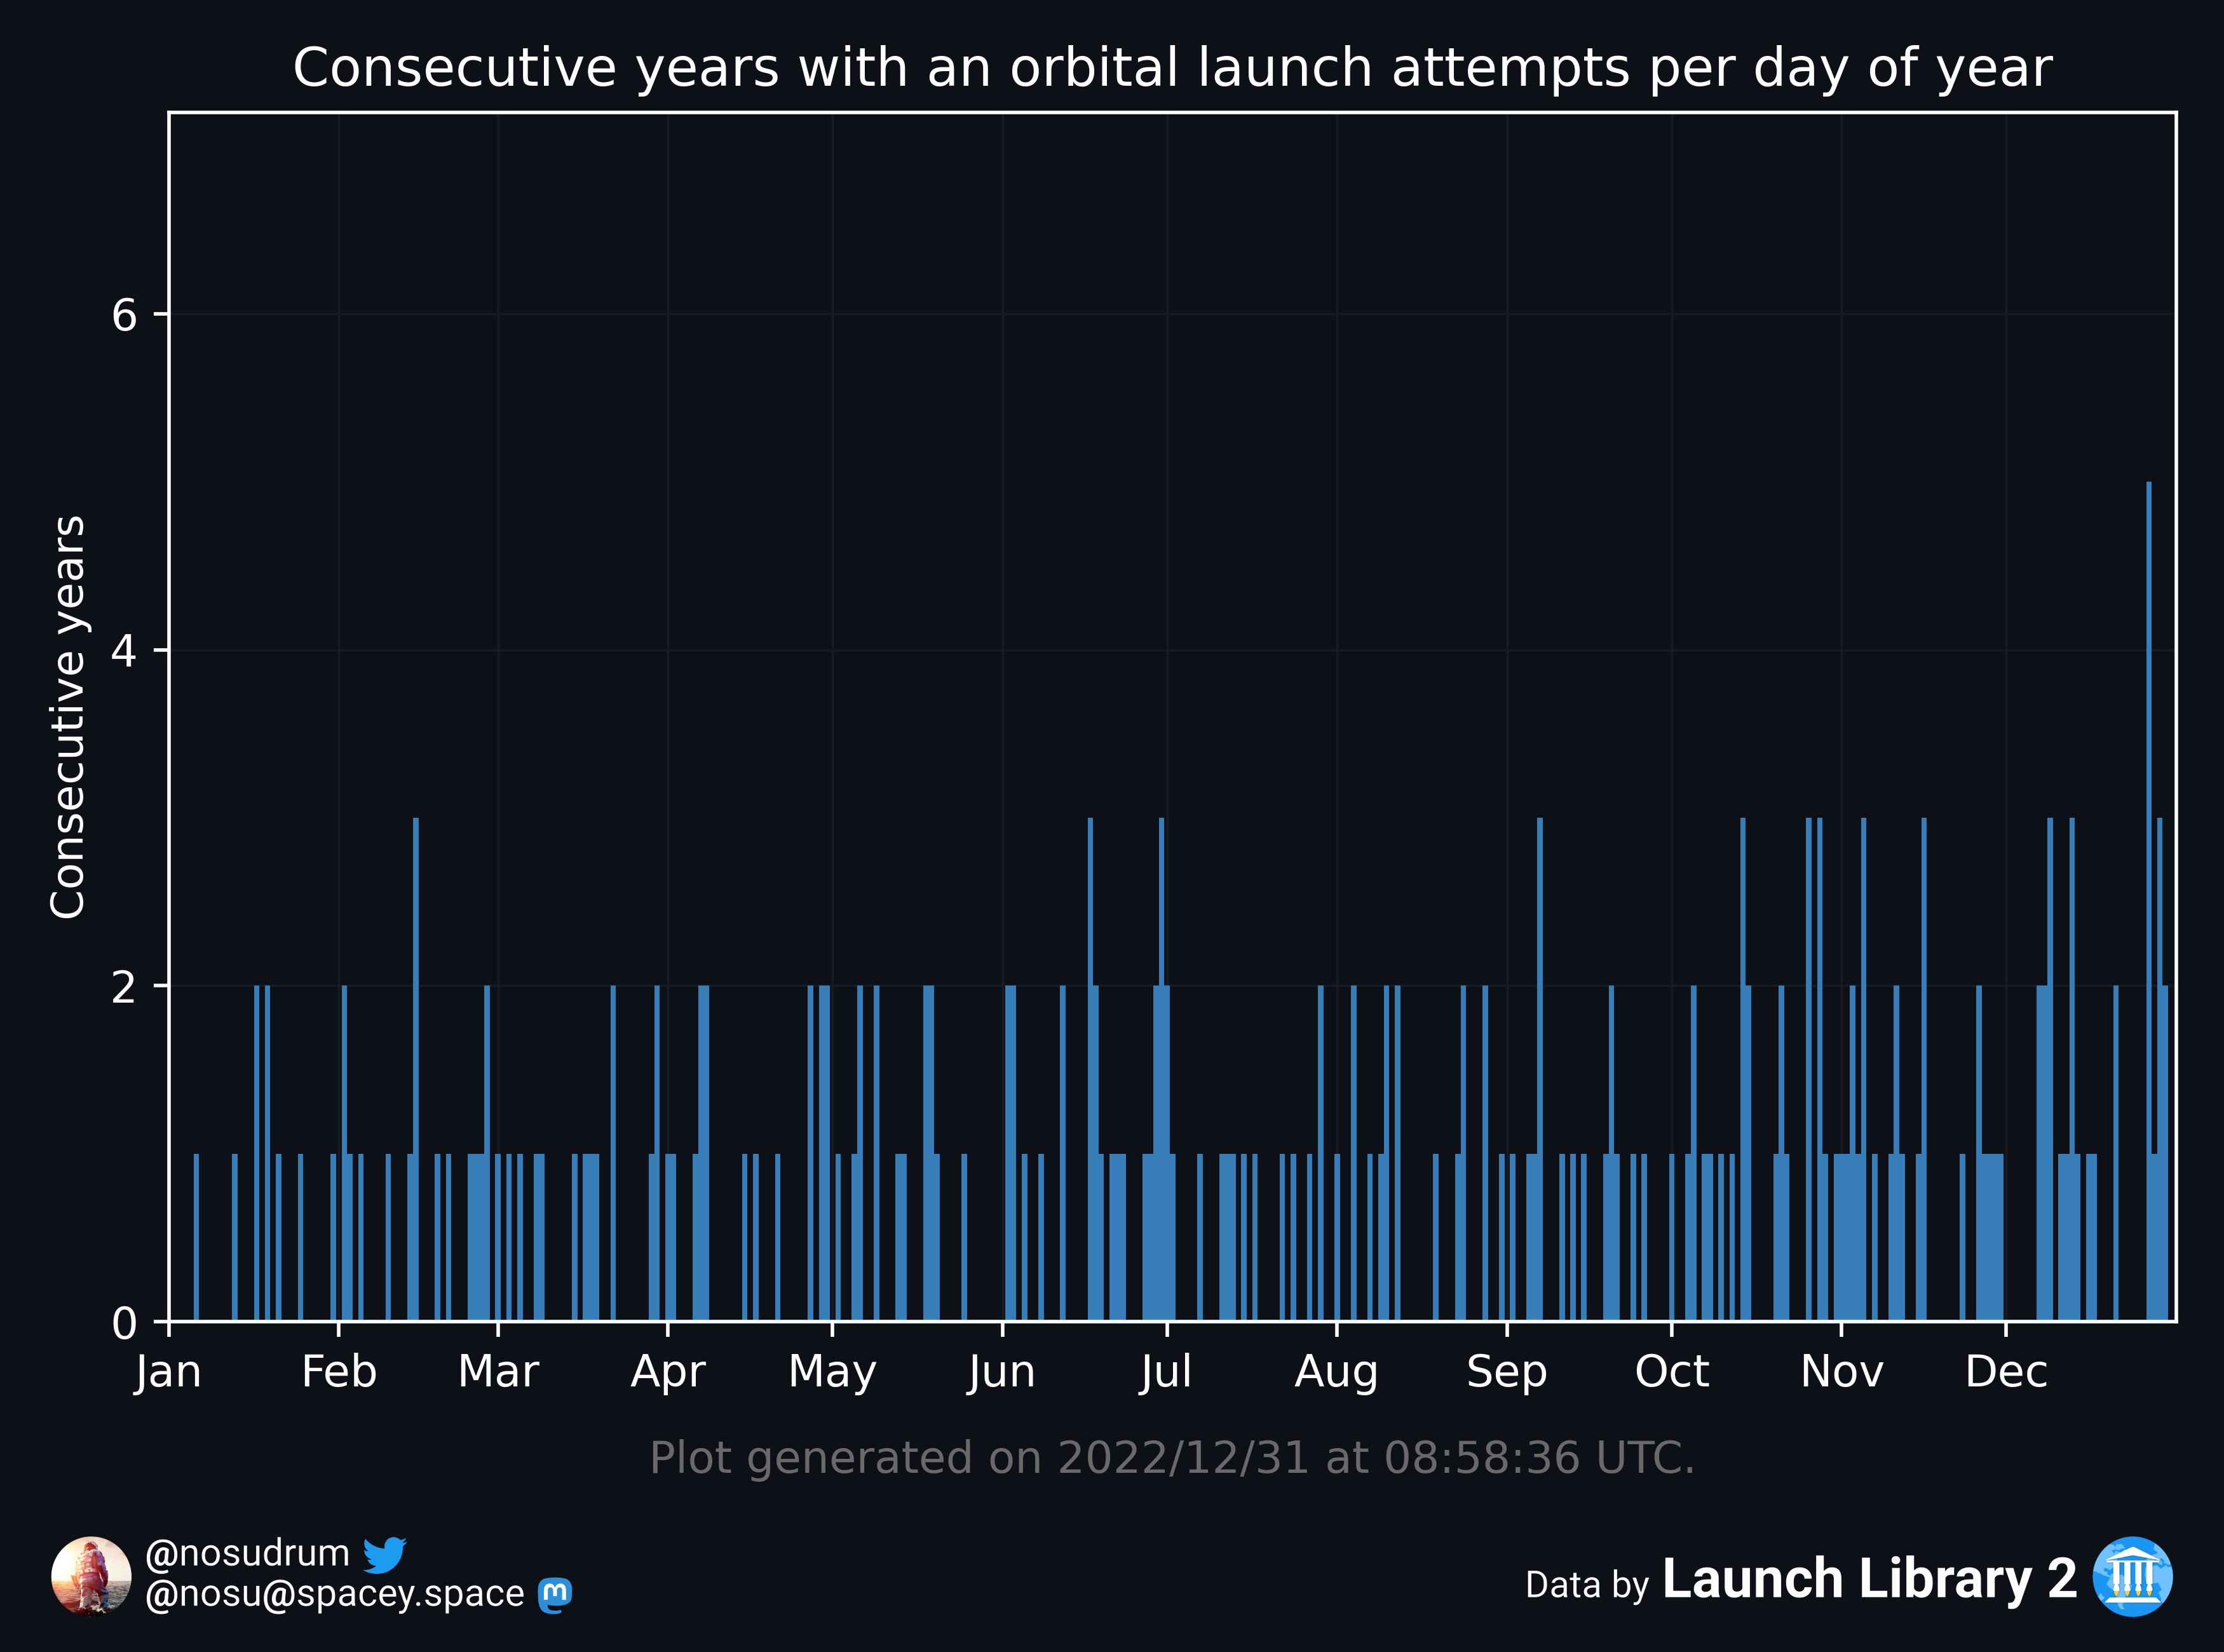 Consecutive years with an orbital launch attempts per day of year
Consecutive years
6
4
2
0
Jan Feb Mar Apr May Jun Jul Aug Sep Oct Nov Dec
Plot generated on 2022/12/31 at 08:58:36 UTC.
@nosudrum
@nosu@spacey.space
Data by Launch Library 2